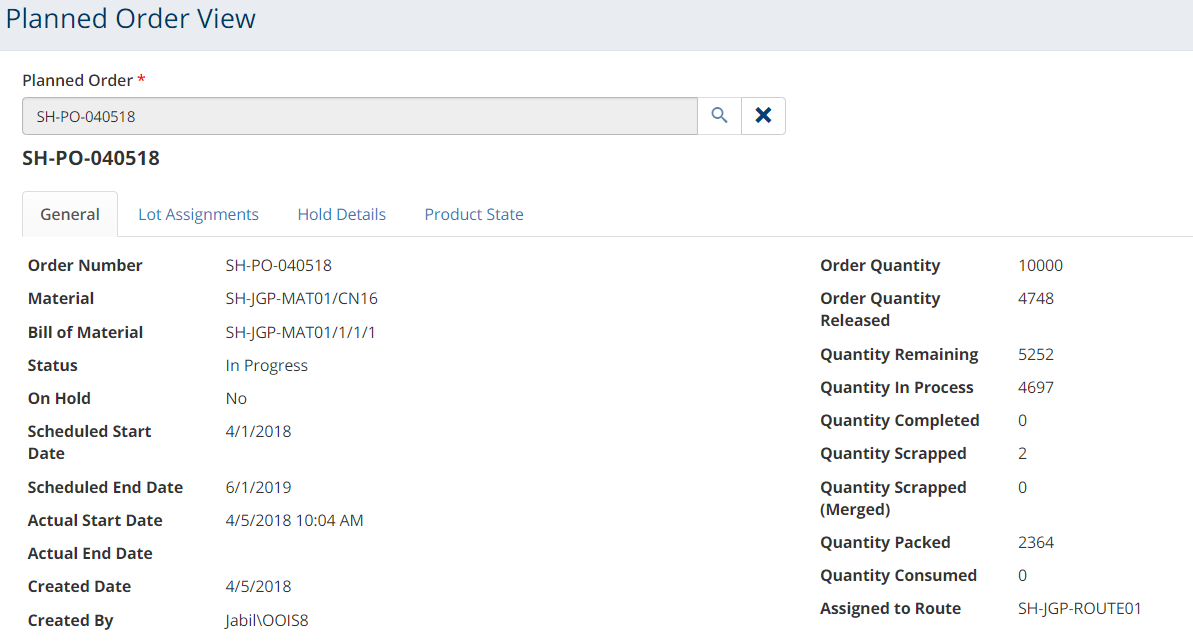 Planned Order View
Planned Order *
SH-PO-040518
SH-PO-040518
General Lot Assignments Hold Details Product State
Order Number SH-PO-040518
Material SH-JGP-MAT01/CN16
Bill of Material SH-JGP-MAT01/1/1/1
Status In Progress
On Hold No
Scheduled Start Date 4/1/2018
Scheduled End Date 6/1/2019
Actual Start Date 4/5/2018 10:04 AM
Actual End Date
Created Date 4/5/2018
Created By Jabil\OOIS8
Order Quantity 10000
Order Quantity Released 4748
Quantity Remaining 5252
Quantity In Process 4697
Quantity Completed 0
Quantity Scrapped 2
Quantity Scrapped (Merged) 0
Quantity Packed 2364
Quantity Consumed 0
Assigned to Route SH-JGP-ROUTE01